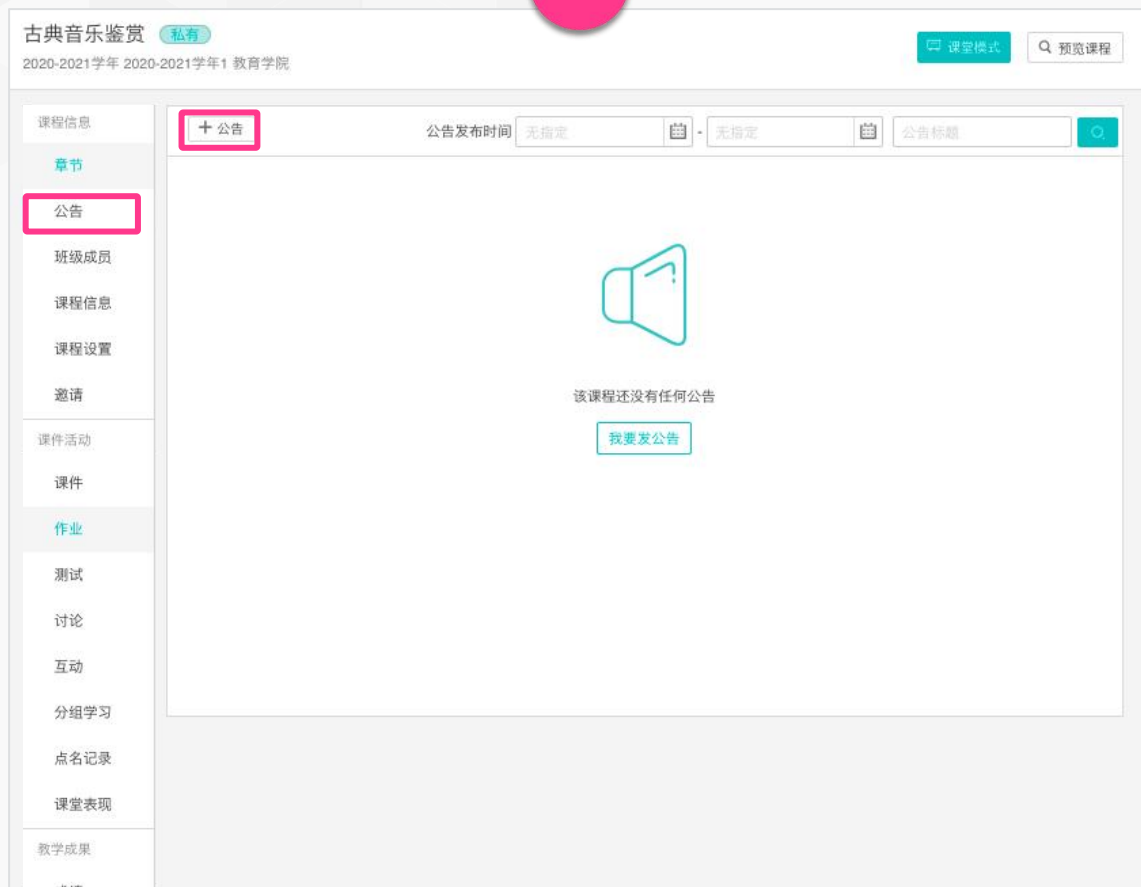 古典音乐鉴赏 私有
2020-2021学年 2020-2021学年1 教育学院
课堂模式
预览课程
课程信息
章节
公告
班级成员
课程信息
课程设置
邀请
课件活动
课件
作业
测试
讨论
互动
分组学习
点名记录
课堂表现
教学成果
+ 公告
公告发布时间 无指定 - 无指定 公告标题
该课程还没有任何公告
我要发公告